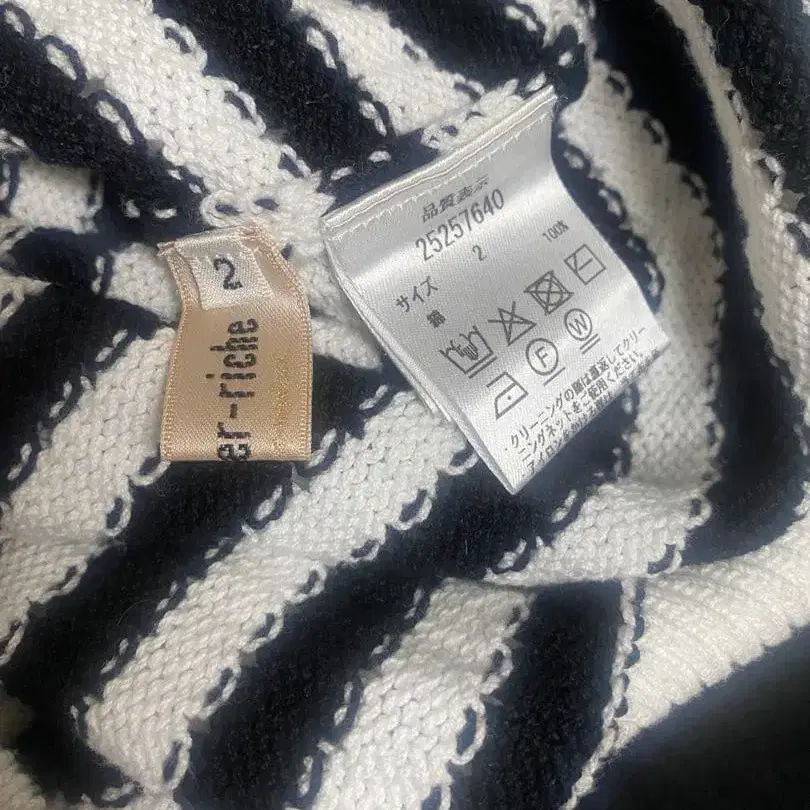 2
er-riche
品質表示
25257640
サイズ 2
綿 100%
F
W
・クリーニングの際は裏返してクリー
ニングネットをご使用ください。